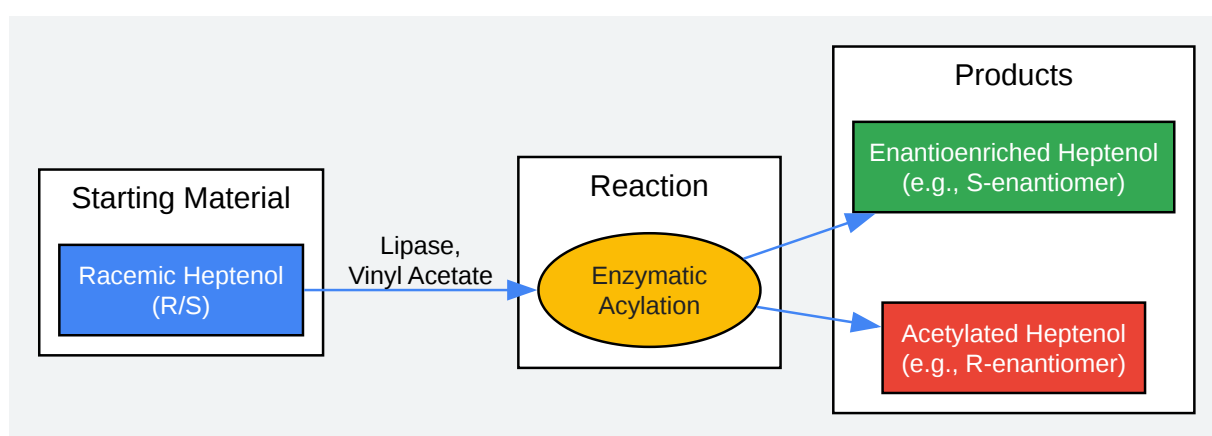 Starting Material
Racemic Heptenol
(R/S)
Lipase,
Vinyl Acetate
Reaction
Enzymatic
Acylation
Products
Enantioenriched Heptenol
(e.g., S-enantiomer)
Acetylated Heptenol
(e.g., R-enantiomer)